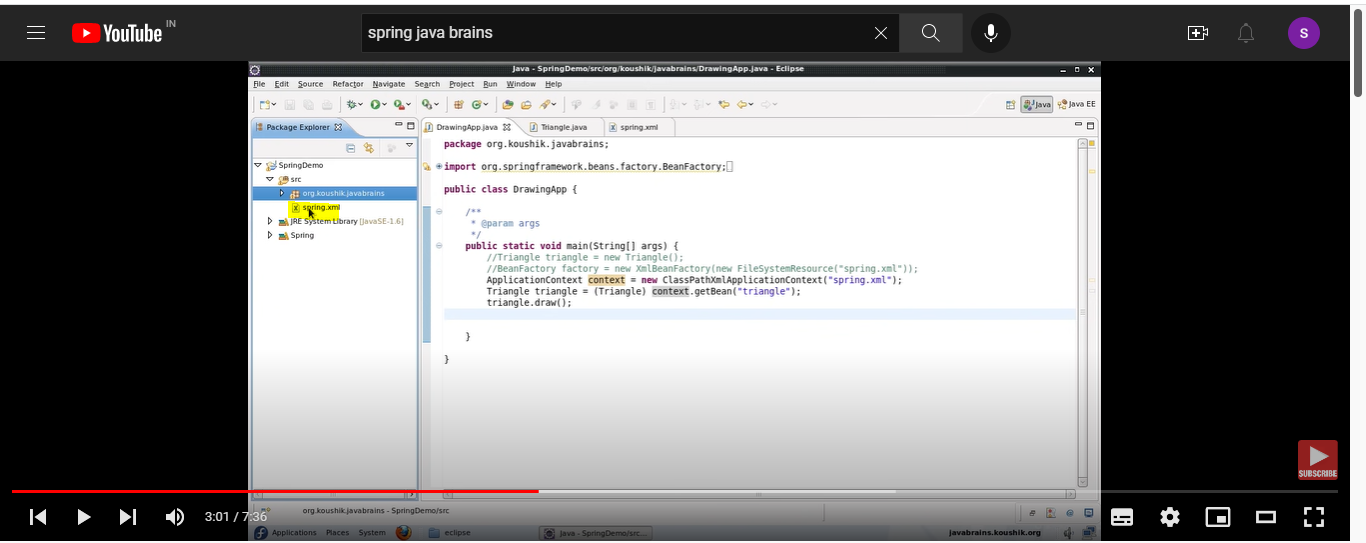 YouTube IN
spring java brains
S
Java - SpringDemo/src/org/koushik/javabrains/DrawingApp.java - Eclipse
File Edit Source Refactor Navigate Search Project Run Window Help
Java Java EE
Package Explorer
DrawingApp.java Triangle.java spring.xml
SpringDemo
src
org.koushik.javabrains
spring.xml
JRE System Library [JavaSE-1.6]
Spring
package org.koushik.javabrains;
import org.springframework.beans.factory.BeanFactory;
public class DrawingApp {
/**
* @param args
*/
public static void main(String[] args) {
//Triangle triangle = new Triangle();
//BeanFactory factory = new XmlBeanFactory(new FileSystemResource("spring.xml"));
ApplicationContext context = new ClassPathXmlApplicationContext("spring.xml");
Triangle triangle = (Triangle) context.getBean("triangle");
triangle.draw();
}
}
SUBSCRIBE
org.koushik.javabrains - SpringDemo/src
3:01 / 7:36
Applications Places System eclipse Java - SpringDemo/src... javabrains.koushik.org